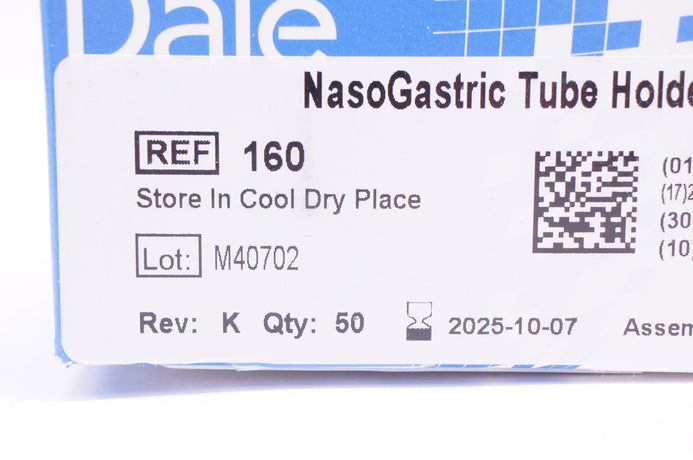 Dale
NasoGastric Tube Holde
REF 160
Store In Cool Dry Place
Lot: M40702
(01
(17)2
(30
(10)
Rev: K Qty: 50 2025-10-07 Assem